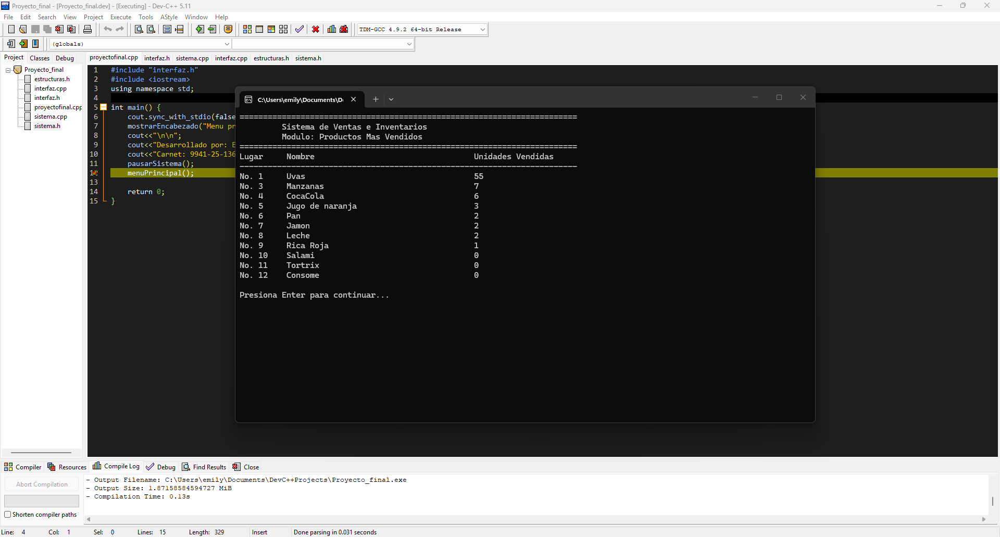 Proyecto_final - [Proyecto_final.dev] - [Executing] - Dev-C++ 5.11
File Edit Search View Project Execute Tools AStyle Window Help
TDM-GCC 4.9.2 64-bit Release
(globals)
Project Classes Debug
proyectofinal.cpp interfaz.h sistema.cpp interfaz.cpp estructuras.h sistema.h
Proyecto_final
estructuras.h
interfaz.cpp
interfaz.h
proyectofinal.cpp
sistema.cpp
sistema.h
1 #include "interfaz.h"
2 #include <iostream>
3 using namespace std;
4
5 int main() {
6 cout.sync_with_stdio(false
7 mostrarEncabezado("Menu pr
8 cout<<"\n\n";
9 cout<<"Desarrollado por: E
10 cout<<"Carnet: 9941-25-136
11 pausarSistema();
12 menuPrincipal();
13
14 return 0;
15 }
C:\Users\emily\Documents\D
========================================================================
Sistema de Ventas e Inventarios
Modulo: Productos Mas Vendidos
========================================================================
Lugar Nombre Unidades Vendidas
------------------------------------------------------------------------
No. 1 Uvas 55
No. 3 Manzanas 7
No. 4 CocaCola 6
No. 5 Jugo de naranja 3
No. 6 Pan 2
No. 7 Jamon 2
No. 8 Leche 2
No. 9 Rica Roja 1
No. 10 Salami 0
No. 11 Tortrix 0
No. 12 Consome 0
Presiona Enter para continuar...
Compiler Resources Compile Log Debug Find Results Close
Abort Compilation
Shorten compiler paths
- Output Filename: C:\Users\emily\Documents\DevC++Projects\Proyecto_final.exe
- Output Size: 1.87158584594727 MiB
- Compilation Time: 0.13s
Line: 4 Col: 1 Sel: 0 Lines: 15 Length: 329 Insert Done parsing in 0.031 seconds